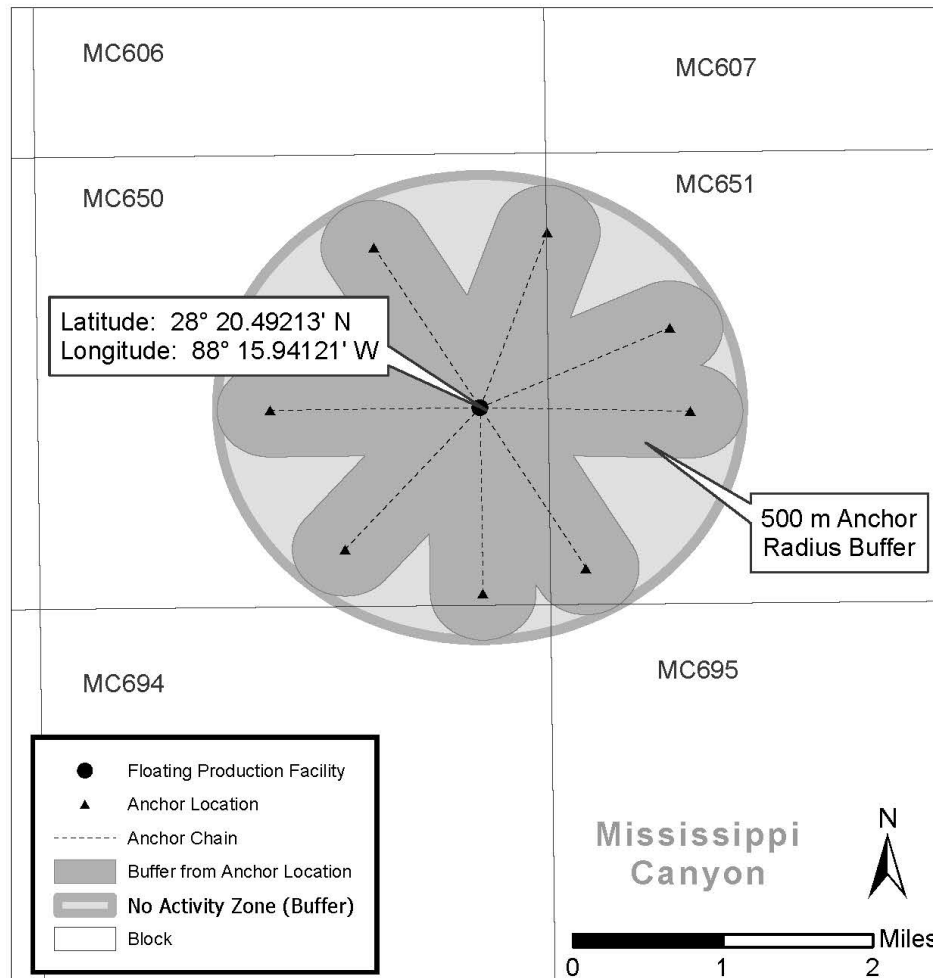 MC606
MC607
MC650
MC651
Latitude: 28° 20.49213' N
Longitude: 88° 15.94121' W
500 m Anchor
Radius Buffer
MC694
MC695
Floating Production Facility
Anchor Location
Anchor Chain
Buffer from Anchor Location
No Activity Zone (Buffer)
Block
Mississippi
Canyon
N
Miles
0 1 2